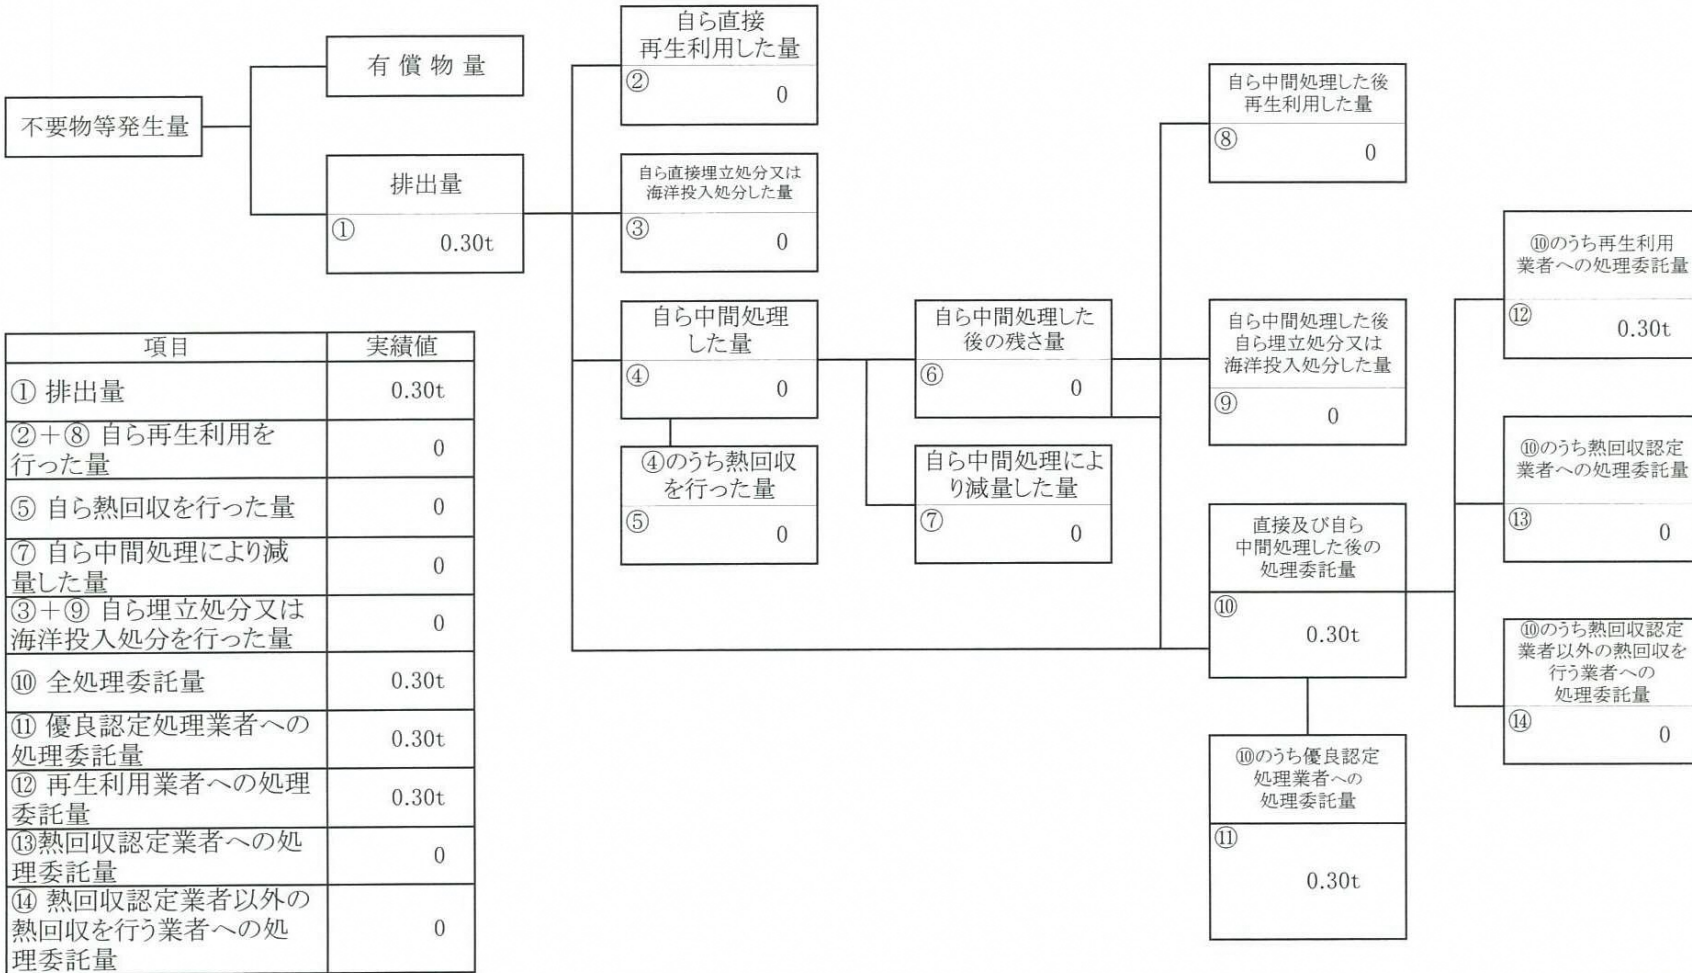 不要物等発生量
有償物量
排出量
①
0.30t
自ら直接
再生利用した量
②
0
自ら直接埋立処分又は
海洋投入処分した量
③
0
自ら中間処理
した量
④
0
④のうち熱回収
を行った量
⑤
0
自ら中間処理した
後の残さ量
⑥
0
自ら中間処理によ
り減量した量
⑦
0
自ら中間処理した後
再生利用した量
⑧
0
自ら中間処理した後
自ら埋立処分又は
海洋投入処分した量
⑨
0
直接及び自ら
中間処理した後の
処理委託量
⑩
0.30t
⑩のうち優良認定
処理業者への
処理委託量
⑪
0.30t
⑩のうち再生利用
業者への処理委託量
⑫
0.30t
⑩のうち熱回収認定
業者への処理委託量
⑬
0
⑩のうち熱回収認定
業者以外の熱回収を
行う業者への
処理委託量
⑭
0
項目 実績値
① 排出量 0.30t
②+⑧ 自ら再生利用を
行った量 0
⑤ 自ら熱回収を行った量 0
⑦ 自ら中間処理により減
量した量 0
③+⑨ 自ら埋立処分又は
海洋投入処分を行った量 0
⑩ 全処理委託量 0.30t
⑪ 優良認定処理業者への
処理委託量 0.30t
⑫ 再生利用業者への処理
委託量 0.30t
⑬熱回収認定業者への処
理委託量 0
⑭ 熱回収認定業者以外の
熱回収を行う業者への処
理委託量 0